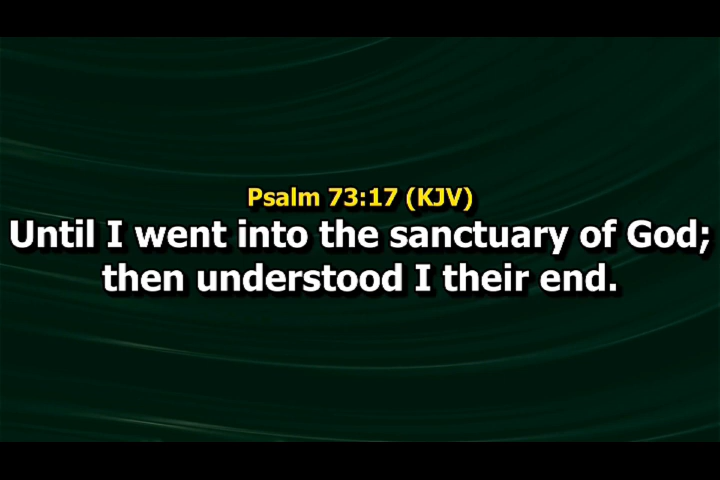 Psalm 73:17 (KJV)
Until I went into the sanctuary of God;
then understood I their end.